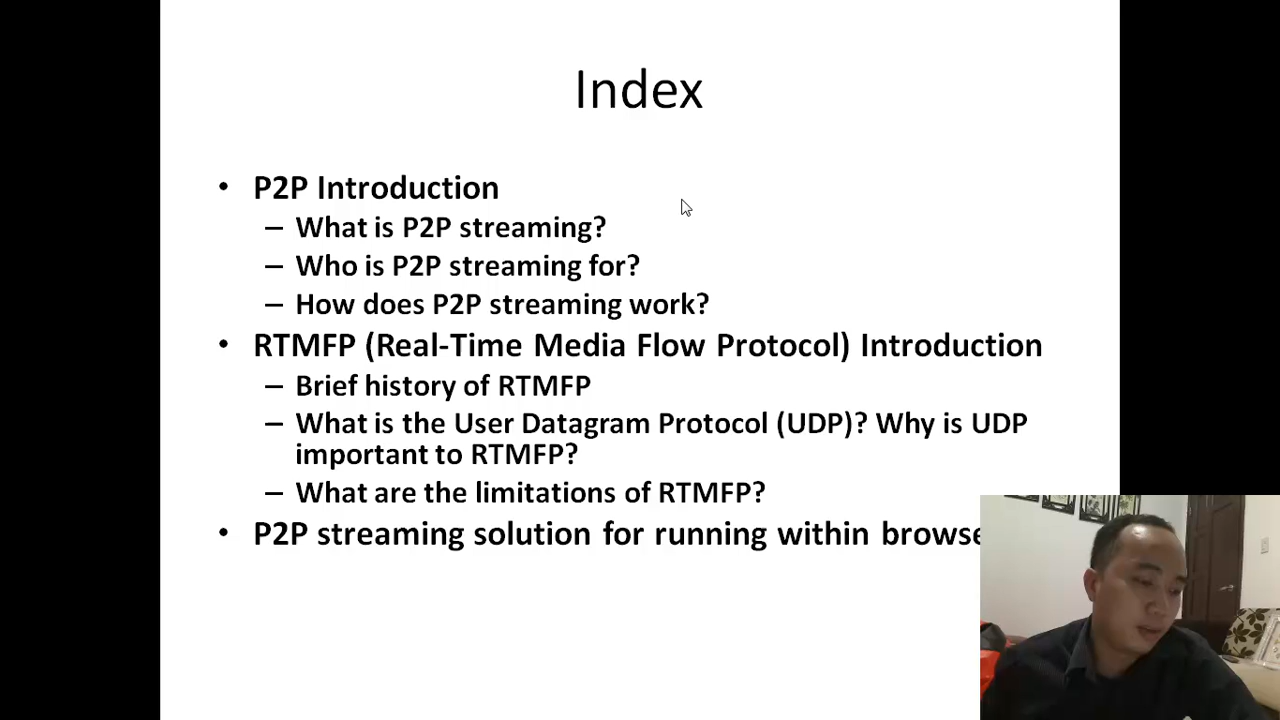 Index
• P2P Introduction
– What is P2P streaming?
– Who is P2P streaming for?
– How does P2P streaming work?
• RTMFP (Real-Time Media Flow Protocol) Introduction
– Brief history of RTMFP
– What is the User Datagram Protocol (UDP)? Why is UDP
important to RTMFP?
– What are the limitations of RTMFP?
• P2P streaming solution for running within